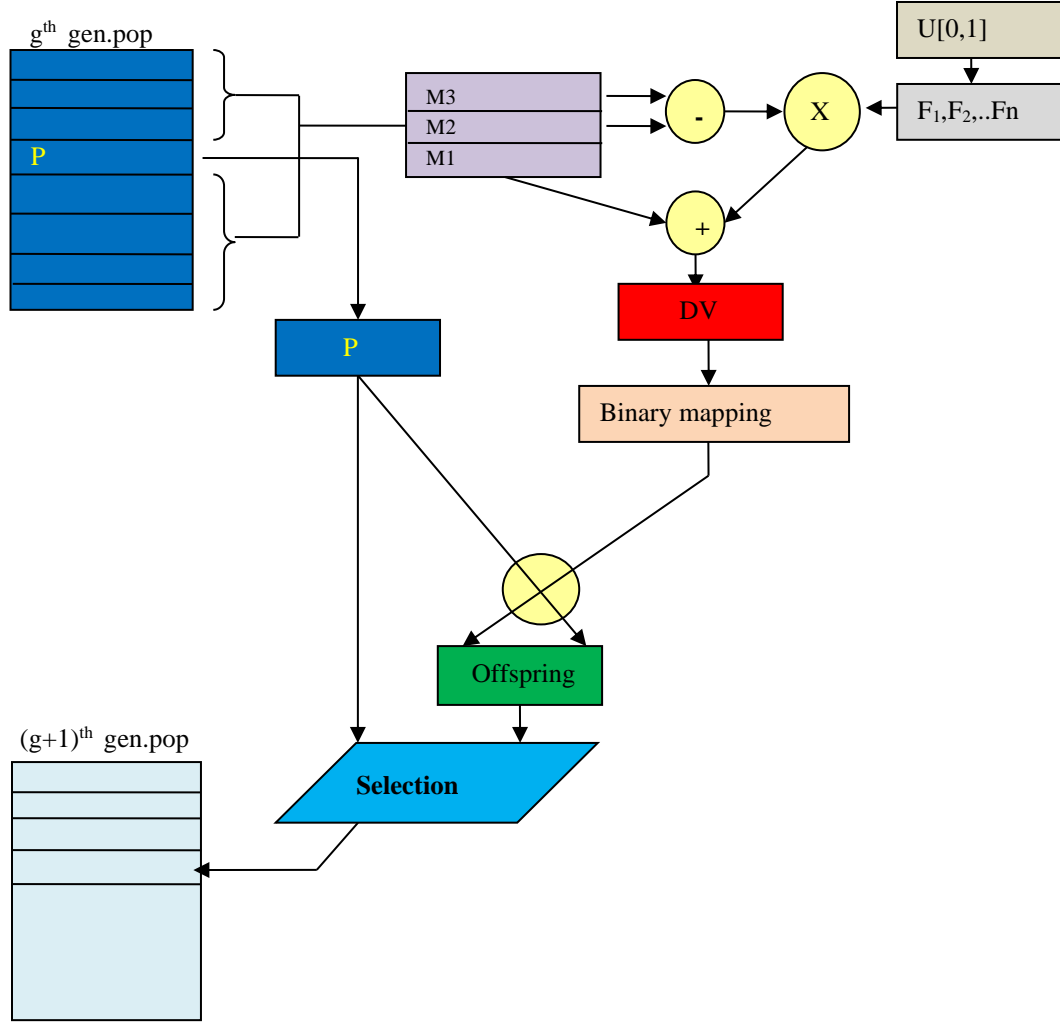 gth gen.pop
U[0,1]
M3
M2
M1
-
X
F1,F2,..Fn
P
+
DV
P
Binary mapping
Offspring
(g+1)th gen.pop
Selection